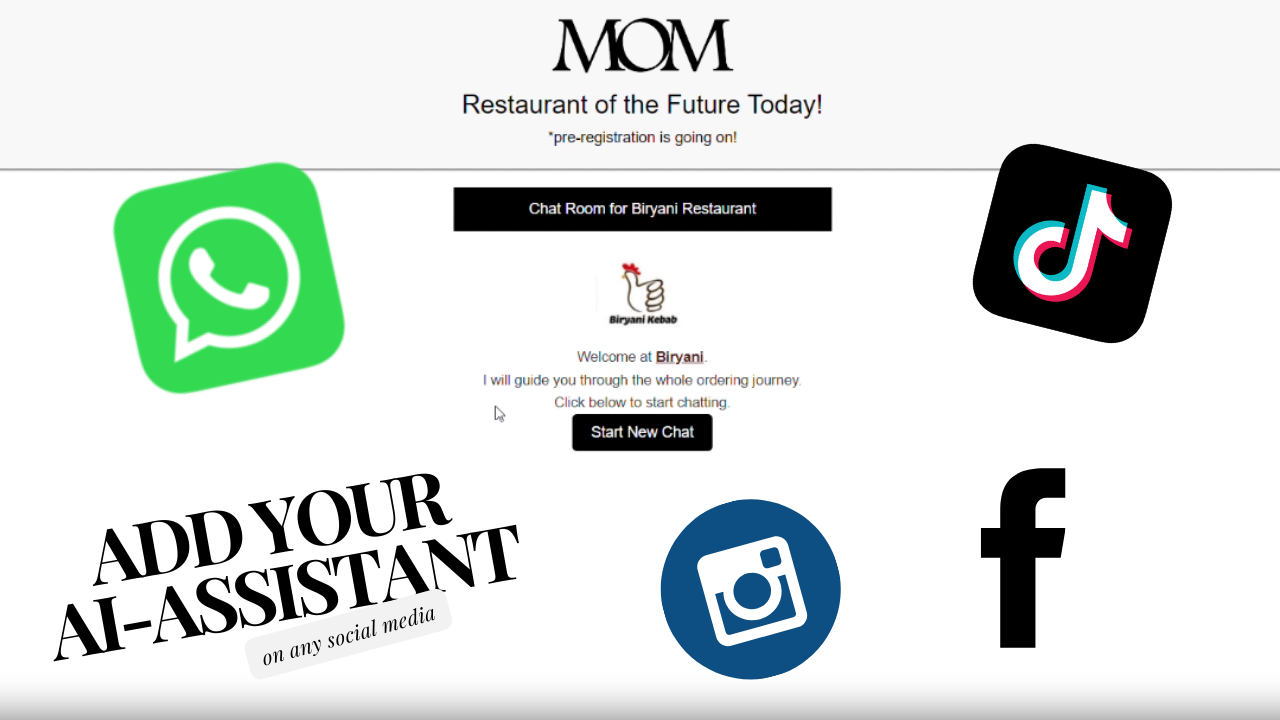 MOM
Restaurant of the Future Today!
*pre-registration is going on!
Chat Room for Biryani Restaurant
Biryani Kebab
Welcome at Biryani.
I will guide you through the whole ordering journey.
Click below to start chatting.
Start New Chat
ADD YOUR
AI-ASSISTANT
on any social media